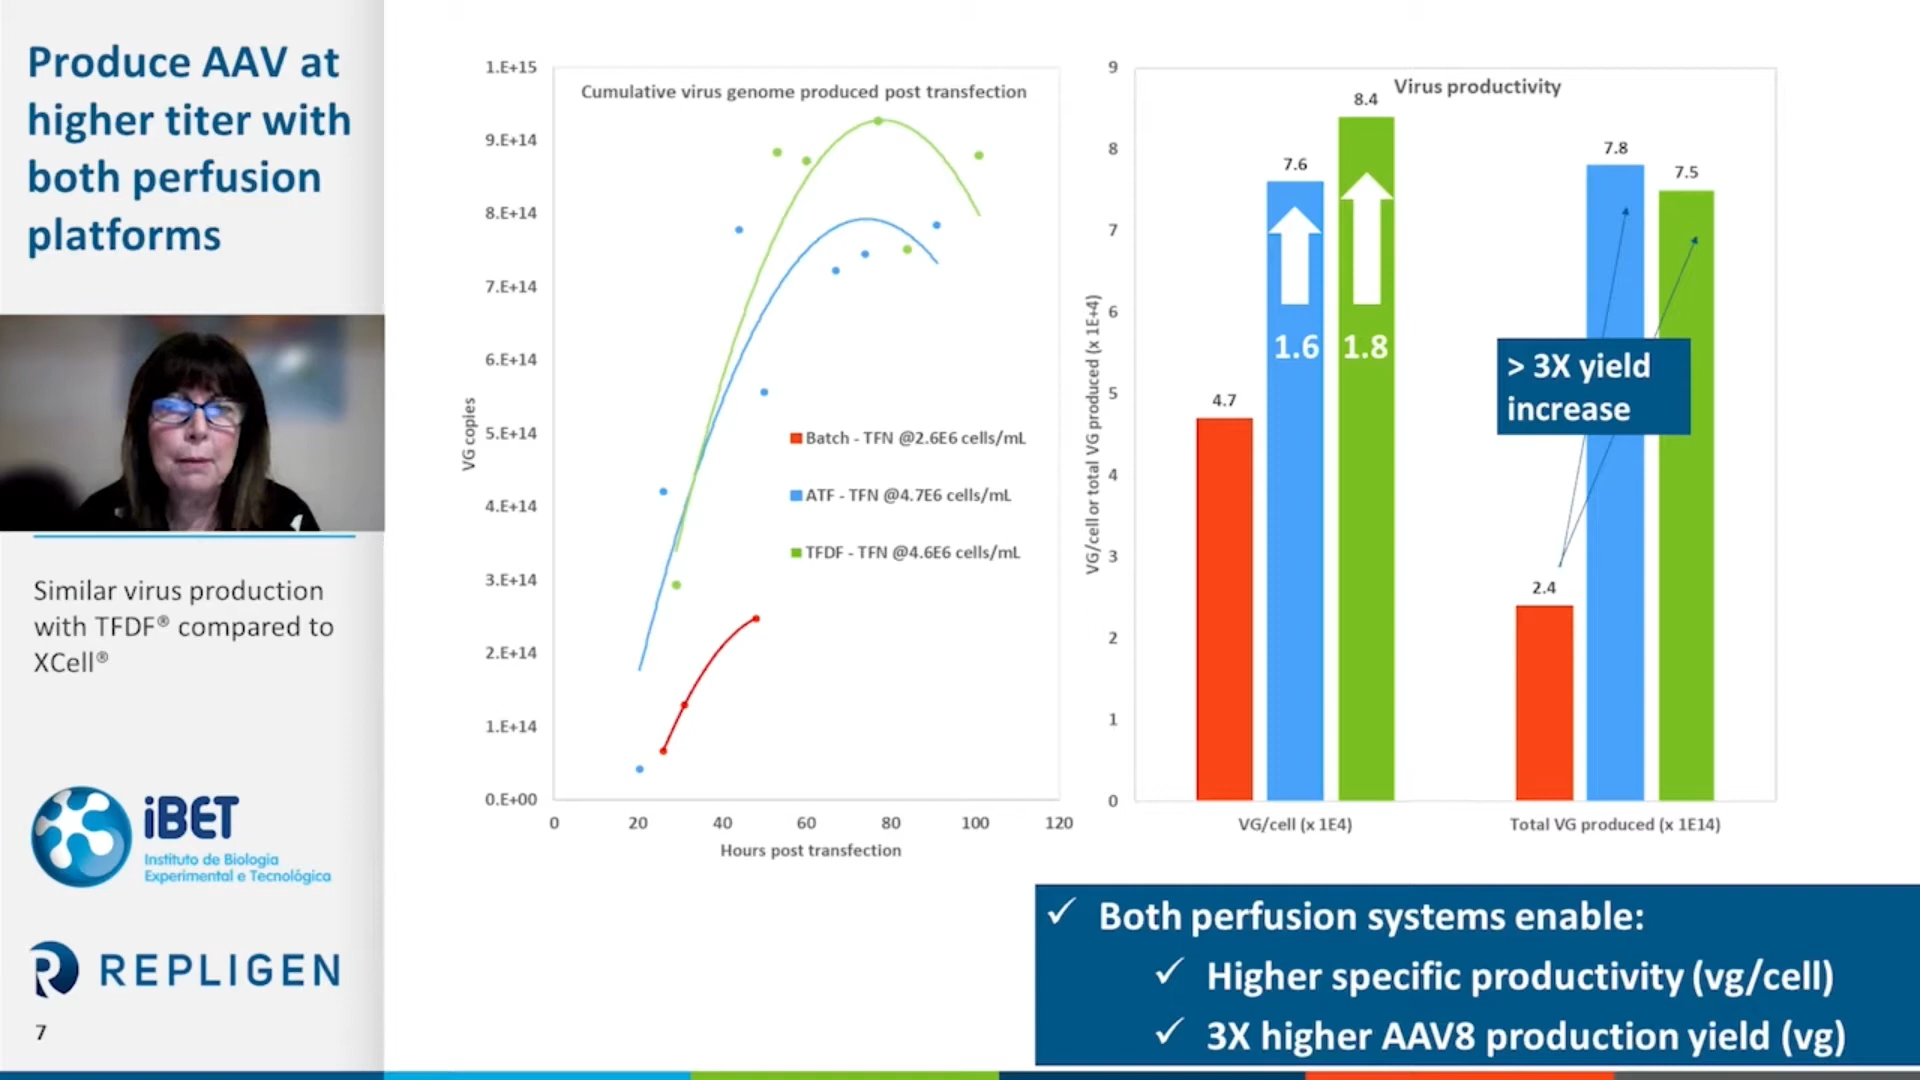 Produce AAV at
higher titer with
both perfusion
platforms
Similar virus production
with TFDF® compared to
XCell®
iBET
Instituto de Biologia
Experimental e Tecnológica
REPLIGEN
7
Cumulative virus genome produced post transfection
1.E+15
9.E+14
8.E+14
7.E+14
6.E+14
5.E+14
4.E+14
3.E+14
2.E+14
1.E+14
0.E+00
VG copies
0 20 40 60 80 100 120
Hours post transfection
Batch - TFN @2.6E6 cells/mL
ATF - TFN @4.7E6 cells/mL
TFDF - TFN @4.6E6 cells/mL
Virus productivity
9
8
7
6
5
4
3
2
1
0
VG/cell or total VG produced (x 1E+4)
4.7
7.6
8.4
1.6
1.8
2.4
7.8
7.5
> 3X yield
increase
VG/cell (x 1E4)
Total VG produced (x 1E14)
✓ Both perfusion systems enable:
✓ Higher specific productivity (vg/cell)
✓ 3X higher AAV8 production yield (vg)